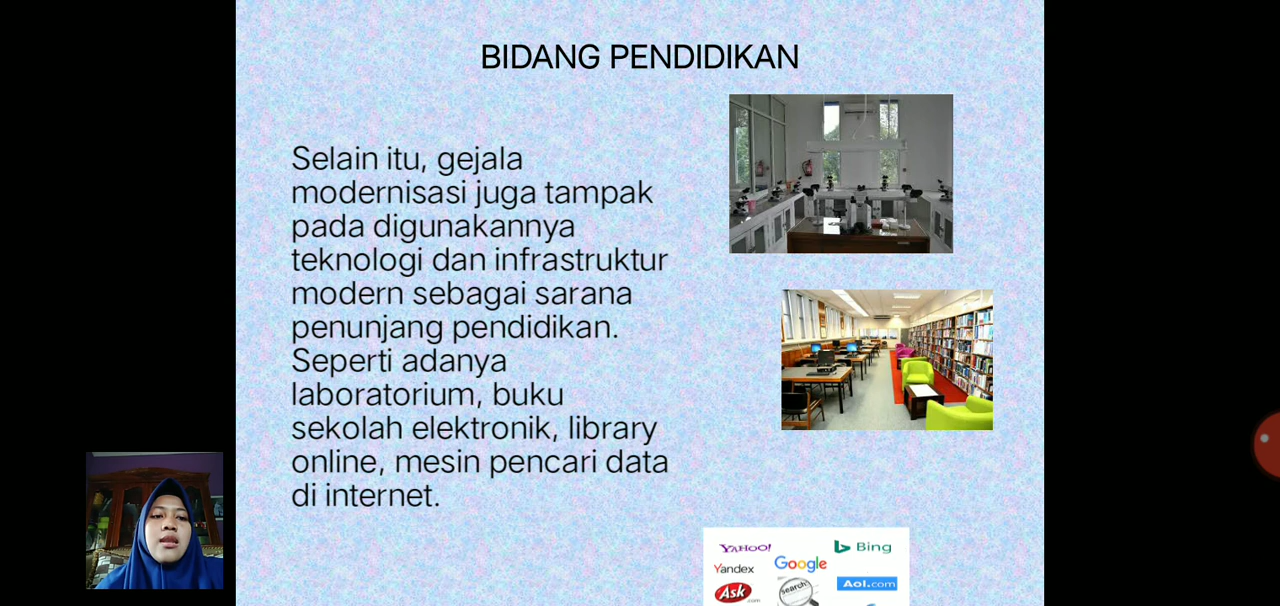 BIDANG PENDIDIKAN
Selain itu, gejala
modernisasi juga tampak
pada digunakannya
teknologi dan infrastruktur
modern sebagai sarana
penunjang pendidikan.
Seperti adanya
laboratorium, buku
sekolah elektronik, library
online, mesin pencari data
di internet.
YAHOO!
Bing
Yandex
Google
Aol.com
Ask.com
search